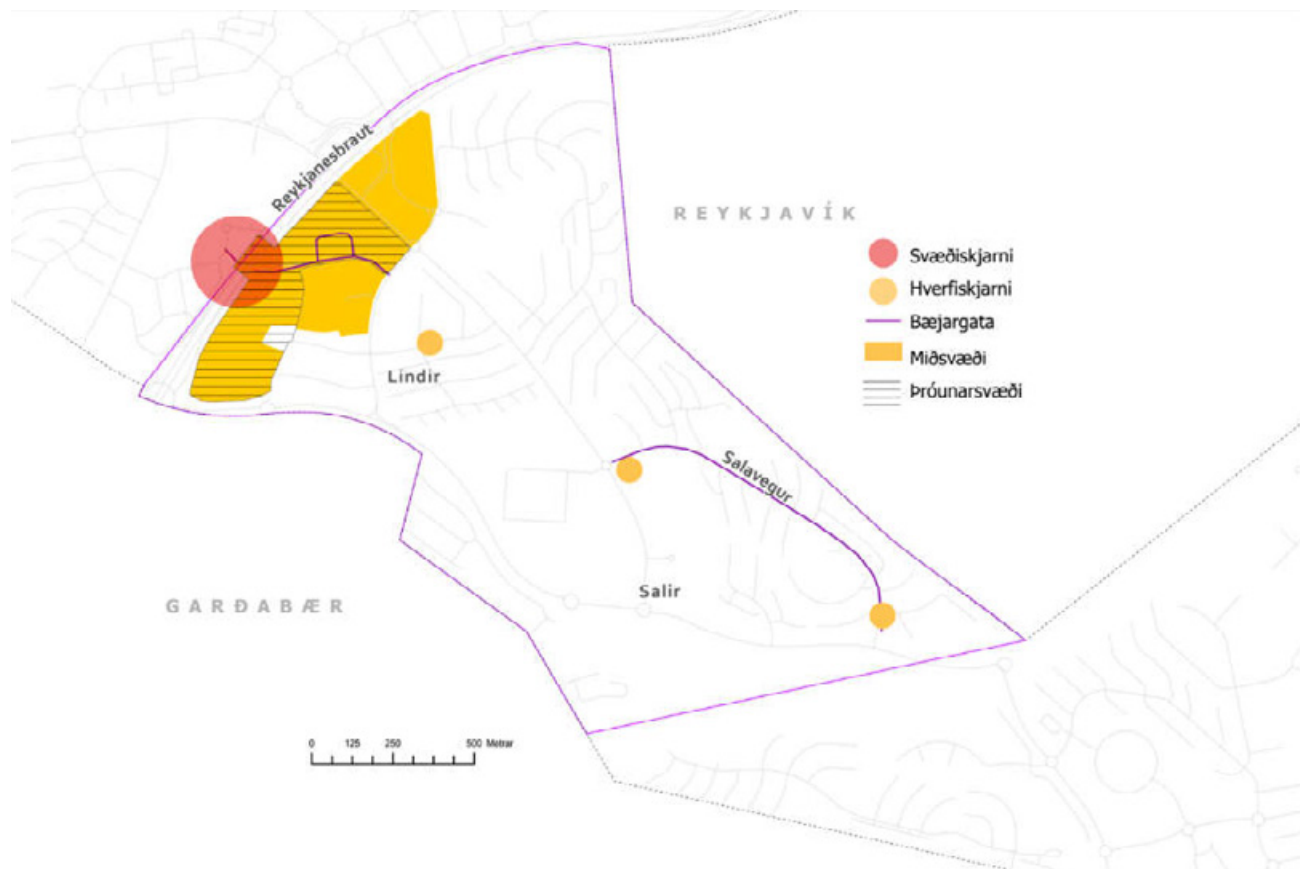 Reykjanesbraut
REYKJAVÍK
Svæðiskjarni
Hverfiskjarni
Bæjargata
Miðsvæði
Þróunarsvæði
Lindir
Salavegur
Salir
GARÐABÆR
0 125 250 500 Metrar